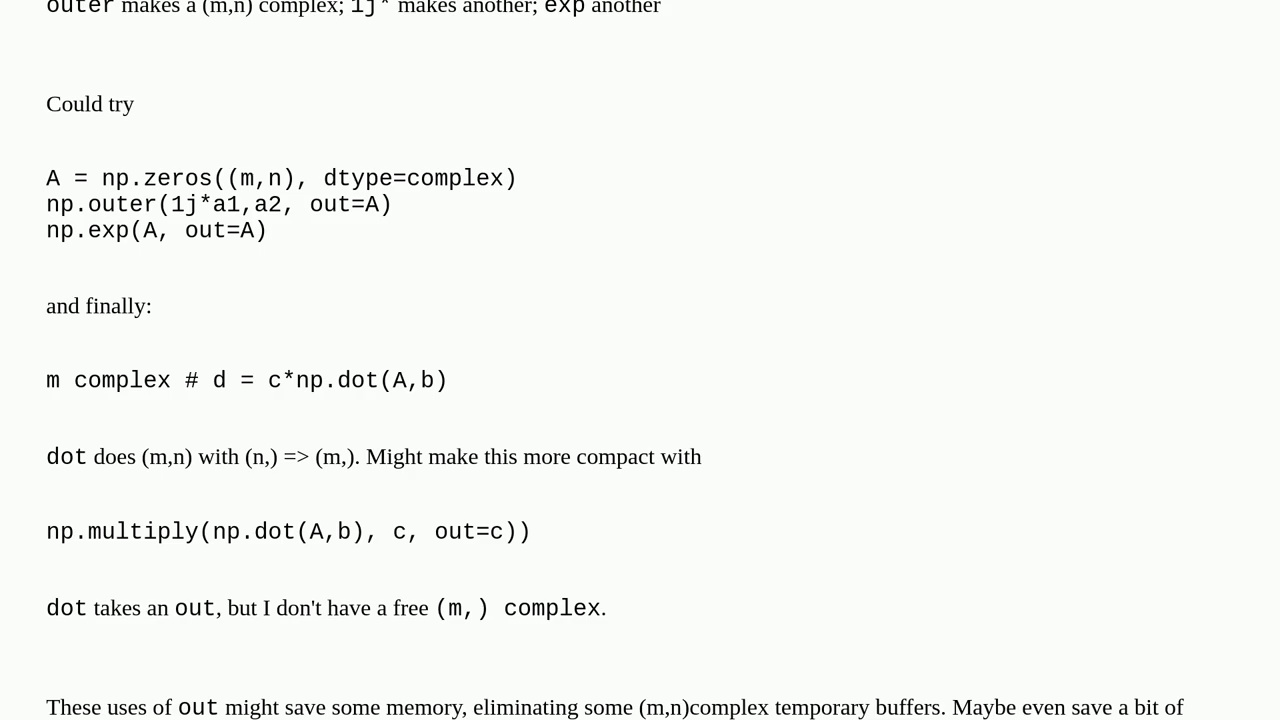 outer makes a (m,n) complex; 1j* makes another; exp another
Could try
A = np.zeros((m,n), dtype=complex)
np.outer(1j*a1,a2, out=A)
np.exp(A, out=A)
and finally:
m complex # d = c*np.dot(A,b)
dot does (m,n) with (n,) => (m,). Might make this more compact with
np.multiply(np.dot(A,b), c, out=c))
dot takes an out, but I don't have a free (m,) complex.
These uses of out might save some memory, eliminating some (m,n)complex temporary buffers. Maybe even save a bit of